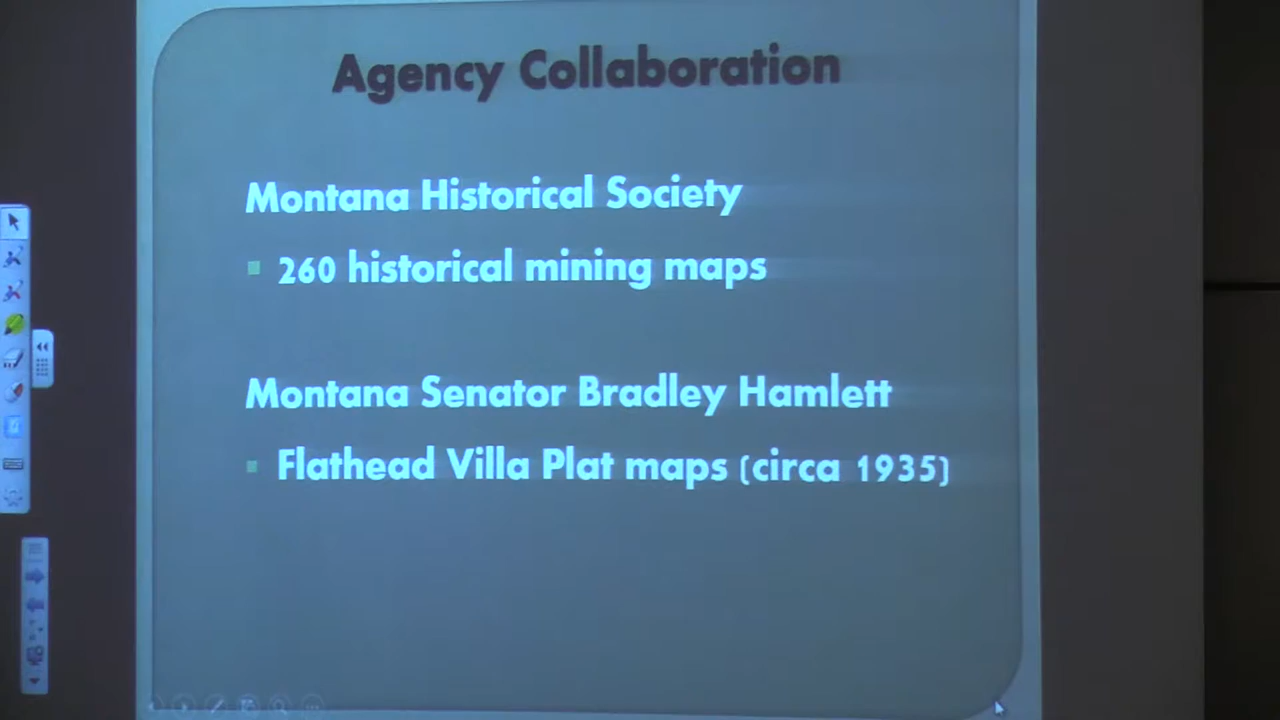 Agency Collaboration
Montana Historical Society
260 historical mining maps
Montana Senator Bradley Hamlett
Flathead Villa Plat maps (circa 1935)